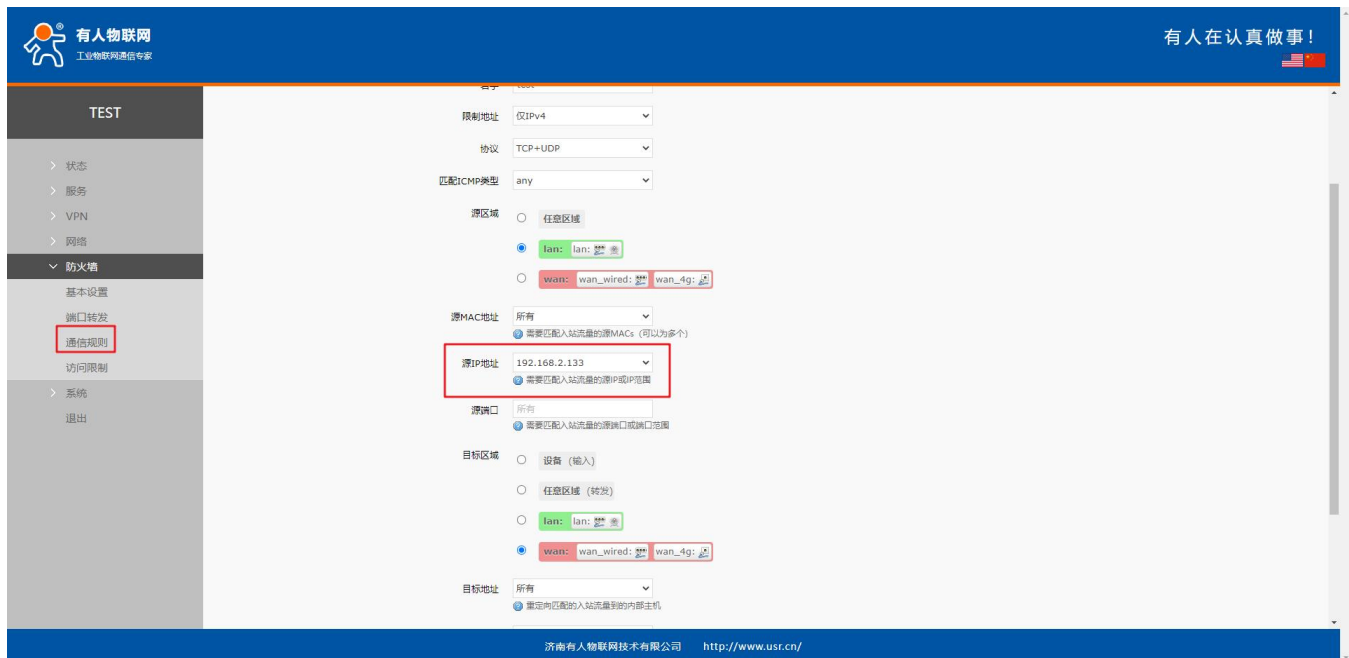 有人物联网
工业物联网通信专家
有人在认真做事！
TEST
状态
服务
VPN
网络
防火墙
基本设置
端口转发
通信规则
访问限制
系统
退出
限制地址 仅IPv4
协议 TCP+UDP
匹配ICMP类型 any
源区域 任意区域
lan: lan:
wan: wan_wired: wan_4g:
源MAC地址 所有
需要匹配入站流量的源MACs（可以为多个）
源IP地址 192.168.2.133
需要匹配入站流量的源IP或IP范围
源端口 所有
需要匹配入站流量的源端口或端口范围
目标区域 设备（输入）
任意区域（转发）
lan: lan:
wan: wan_wired: wan_4g:
目标地址 所有
重定向匹配的入站流量到的内部主机
济南有人物联网技术有限公司 http://www.usr.cn/